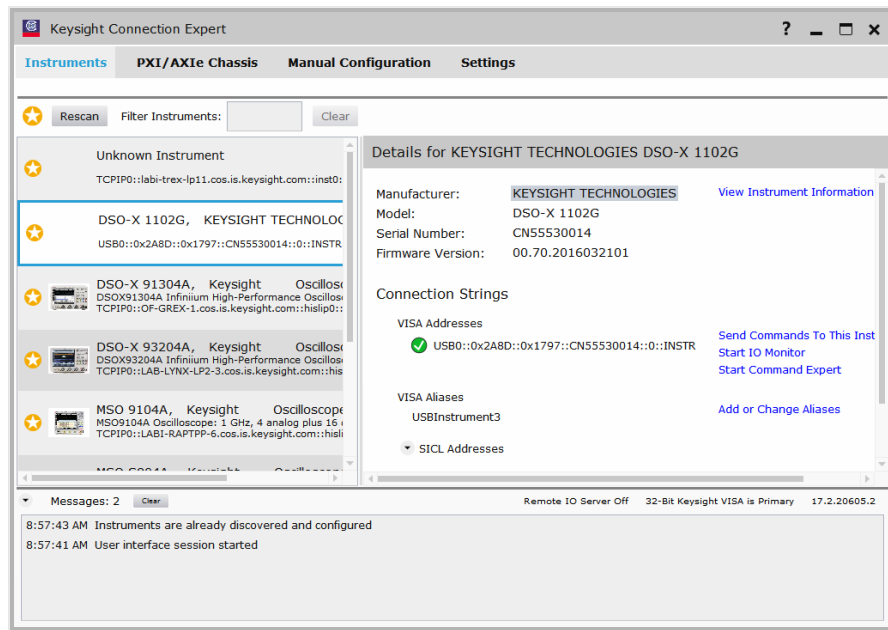 Keysight Connection Expert
?
Instruments PXI/AXIe Chassis Manual Configuration Settings
Rescan Filter Instruments: Clear
Unknown Instrument
TCPIP0::labi-trex-lp11.cos.is.keysight.com::inst0:
DSO-X 1102G, KEYSIGHT TECHNOLOG
USB0::0x2A8D::0x1797::CN55530014::0::INSTR
DSO-X 91304A, Keysight Oscillos
DSOX91304A Infiniium High-Performance Oscillos
TCPIP0::OF-GREX-1.cos.is.keysight.com::hislip0::
DSO-X 93204A, Keysight Oscillos
DSOX93204A Infiniium High-Performance Oscillos
TCPIP0::LAB-LYNX-LP2-3.cos.is.keysight.com::his
MSO 9104A, Keysight Oscilloscope
MSO9104A Oscilloscope: 1 GHz, 4 analog plus 16
TCPIP0::LABI-RAPTPP-6.cos.is.keysight.com::hisli
Details for KEYSIGHT TECHNOLOGIES DSO-X 1102G
Manufacturer: KEYSIGHT TECHNOLOGIES View Instrument Information
Model: DSO-X 1102G
Serial Number: CN55530014
Firmware Version: 00.70.2016032101
Connection Strings
VISA Addresses
USB0::0x2A8D::0x1797::CN55530014::0::INSTR
Send Commands To This Inst
Start IO Monitor
Start Command Expert
VISA Aliases
USBInstrument3
Add or Change Aliases
SICL Addresses
Messages: 2 Clear Remote IO Server Off 32-Bit Keysight VISA is Primary 17.2.20605.2
8:57:43 AM Instruments are already discovered and configured
8:57:41 AM User interface session started